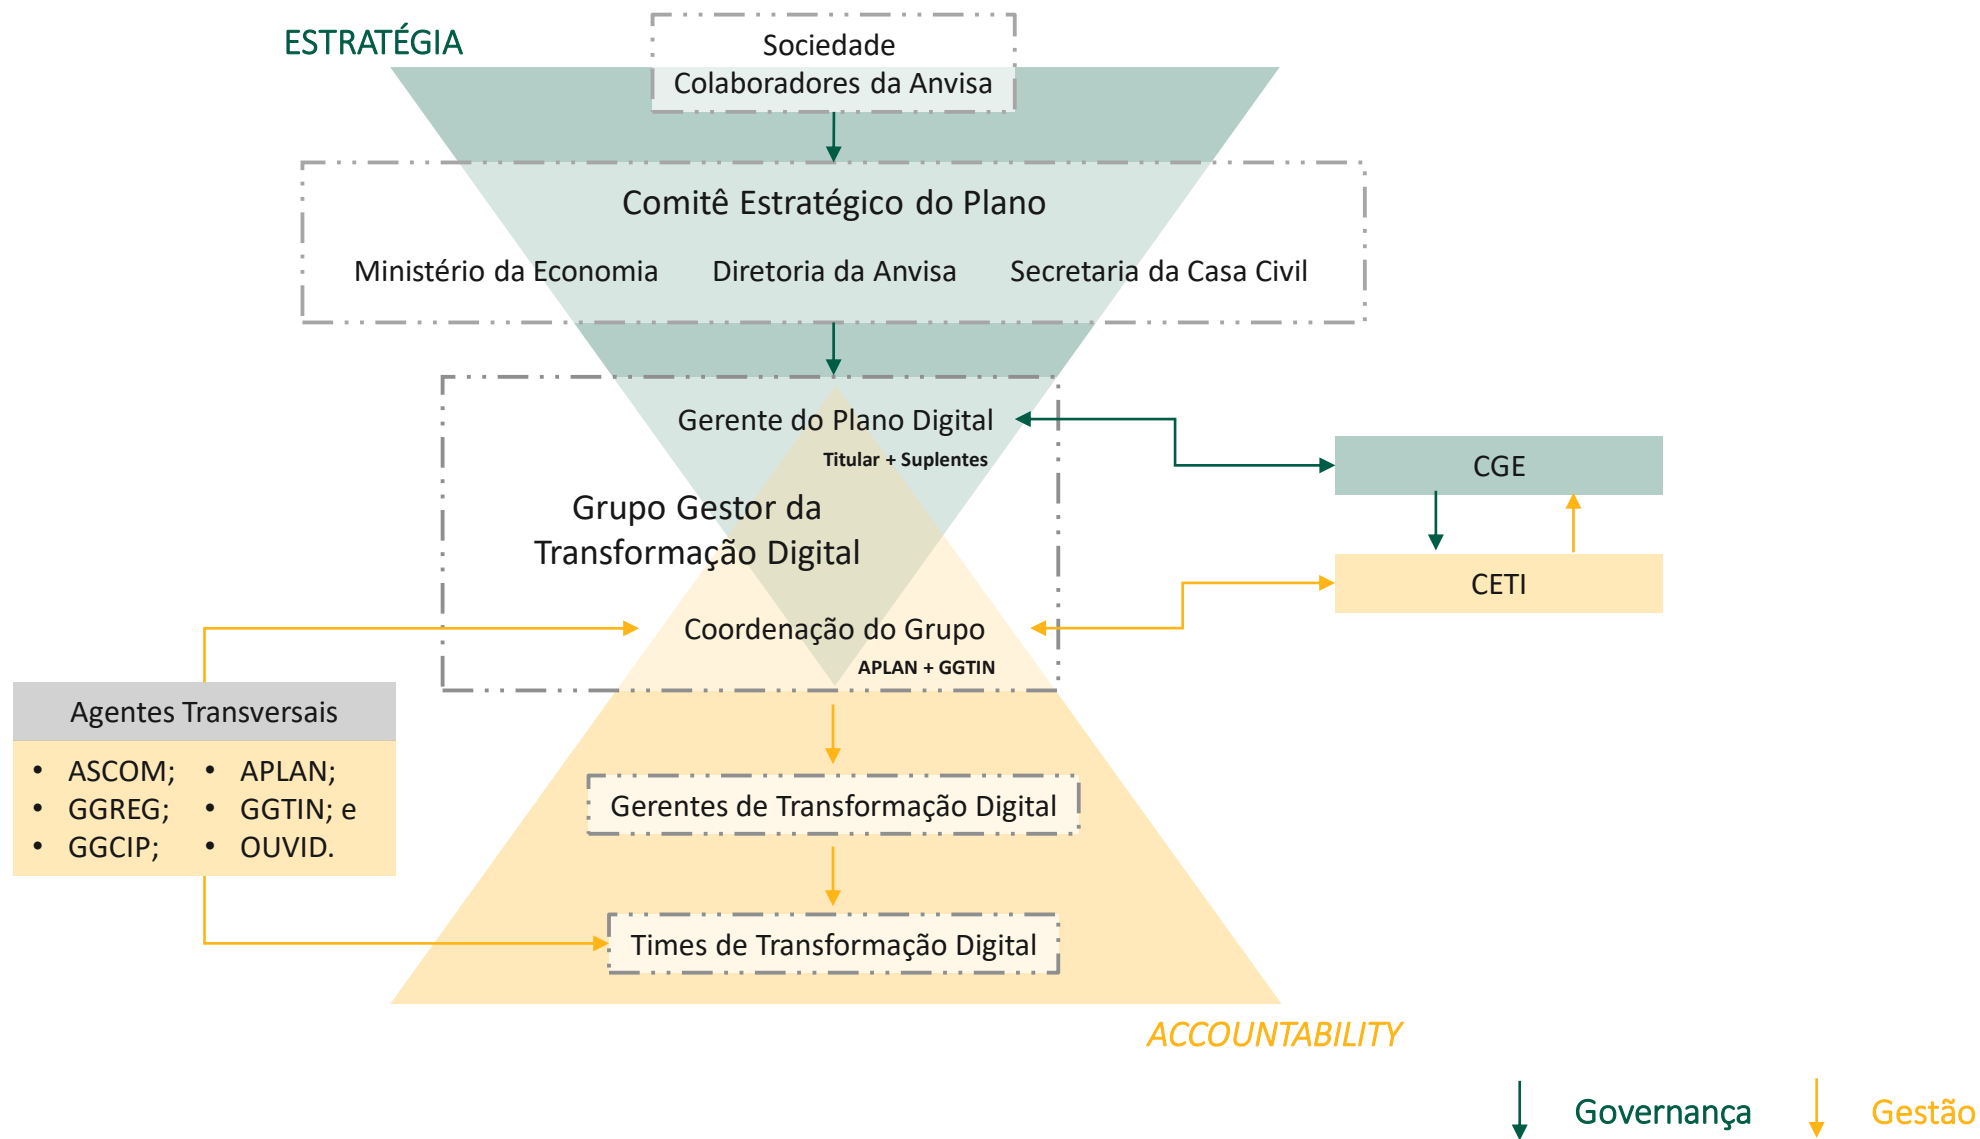 ESTRATÉGIA
Sociedade
Colaboradores da Anvisa
Comitê Estratégico do Plano
Ministério da Economia
Diretoria da Anvisa
Secretaria da Casa Civil
Gerente do Plano Digital
Titular + Suplentes
Grupo Gestor da
Transformação Digital
Coordenação do Grupo
APLAN + GGTIN
CGE
CETI
Agentes Transversais
• ASCOM;
• GGREG;
• GGCIP;
• APLAN;
• GGTIN; e
• OUVID.
Gerentes de Transformação Digital
Times de Transformação Digital
ACCOUNTABILITY
Governança
Gestão